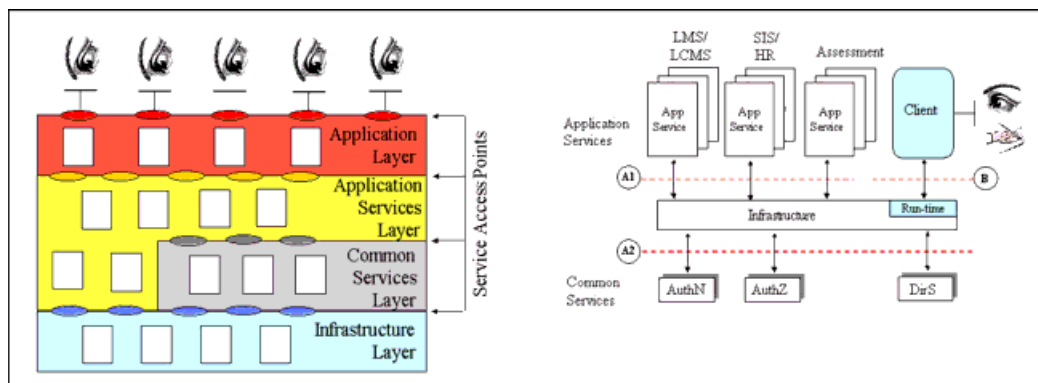 Application
Layer
Application
Services
Layer
Common
Services
Layer
Infrastructure
Layer
Service Access Points
LMS/
LCMS
SIS/
HR
Assessment
Application
Services
App
Service
App
Service
App
Service
Client
A1
B
Infrastructure
Run-time
A2
Common
Services
AuthN
AuthZ
DirS